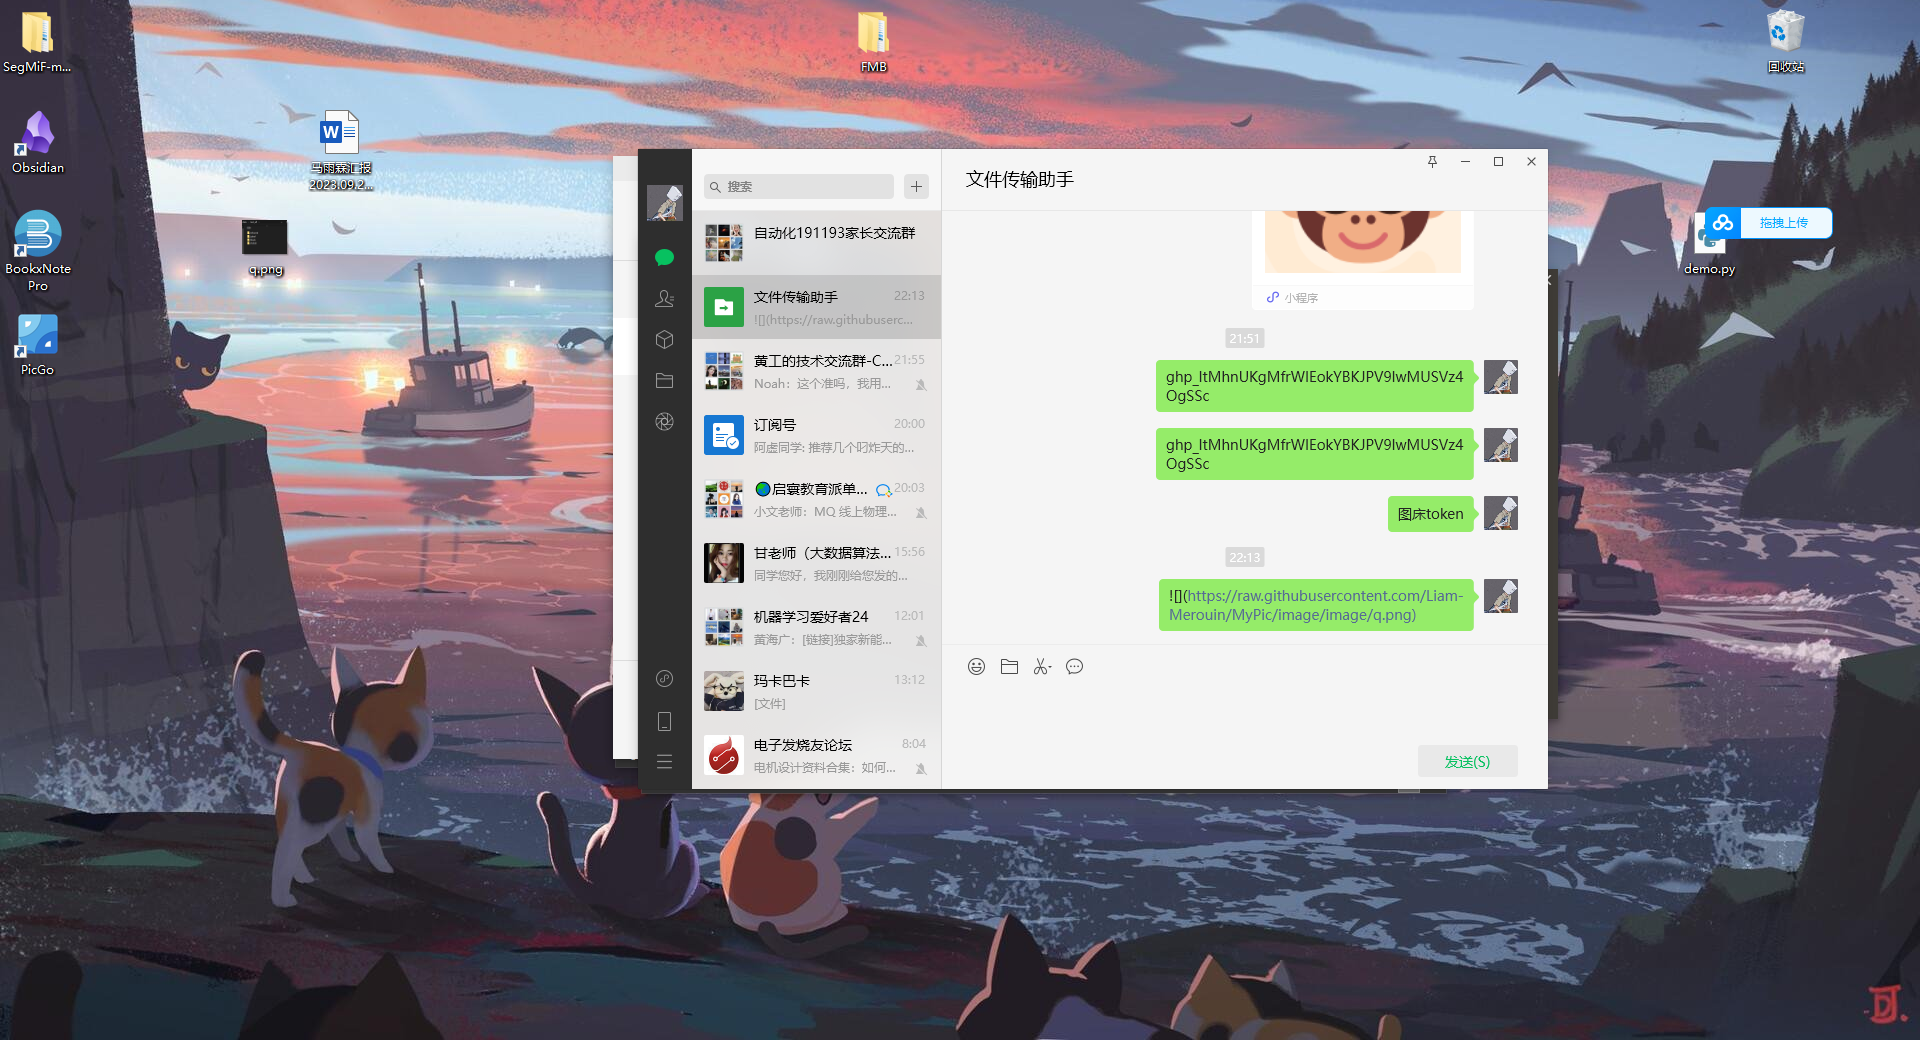 SegMiF-m...
FMB
回收站
Obsidian
马雨霖汇报
2023.09.2...
BookxNote
Pro
q.png
PicGo
拖拽上传
demo.py
搜索
文件传输助手
自动化191193家长交流群
文件传输助手
22:13
![](https://raw.githubuserc...
黄工的技术交流群-C...
21:55
Noah：这个准吗，我用...
订阅号
20:00
阿虚同学: 推荐几个叼炸天的...
启寰教育派单...
20:03
小文老师：MQ 线上物理...
甘老师（大数据算法...
15:56
同学您好，我刚刚给您发的...
机器学习爱好者24
12:01
黄海广：[链接]独家新能...
玛卡巴卡
13:12
[文件]
电子发烧友论坛
8:04
电机设计资料合集：如何...
小程序
21:51
ghp_ItMhnUKgMfrWIEokYBKJPV9lwMUSVz4
OgSSc
ghp_ItMhnUKgMfrWIEokYBKJPV9lwMUSVz4
OgSSc
图床token
22:13
![](https://raw.githubusercontent.com/Liam-
Merouin/MyPic/image/image/q.png)
发送(S)